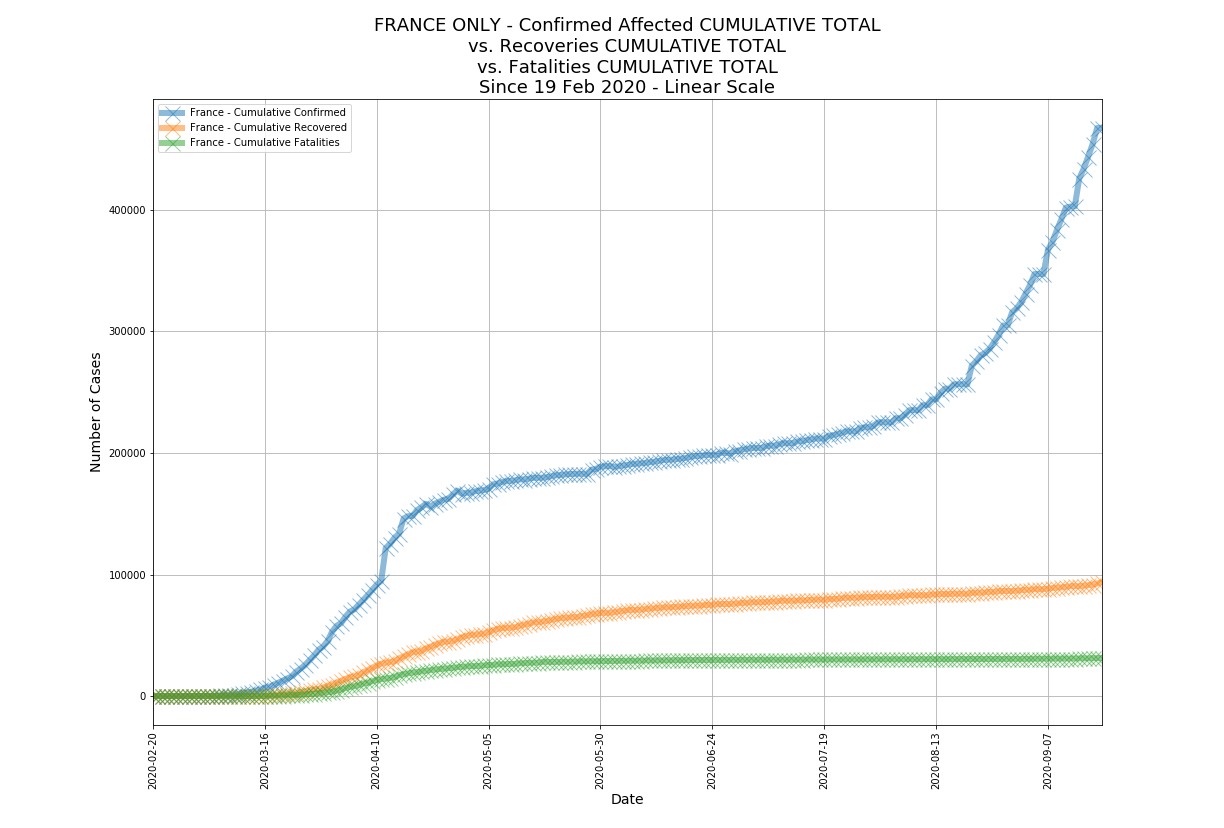 FRANCE ONLY - Confirmed Affected CUMULATIVE TOTAL
vs. Recoveries CUMULATIVE TOTAL
vs. Fatalities CUMULATIVE TOTAL
Since 19 Feb 2020 - Linear Scale
France - Cumulative Confirmed
France - Cumulative Recovered
France - Cumulative Fatalities
Number of Cases
400000
300000
200000
100000
0
2020-02-20
2020-03-16
2020-04-10
2020-05-05
2020-05-30
2020-06-24
2020-07-19
2020-08-13
2020-09-07
Date